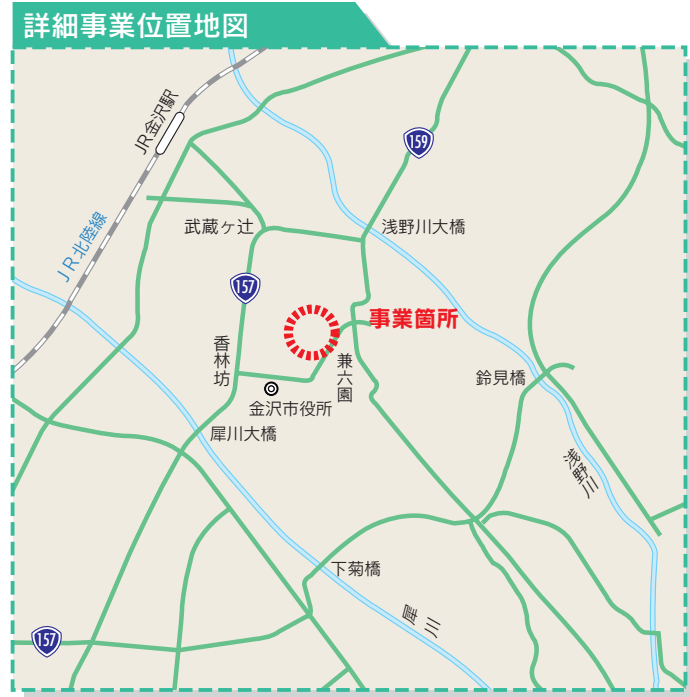 詳細事業位置地図
JR金沢駅
159
武蔵ヶ辻
浅野川大橋
JR北陸線
157
事業箇所
香林坊
兼六園
鈴見橋
金沢市役所
犀川大橋
浅野川
下菊橋
犀川
157